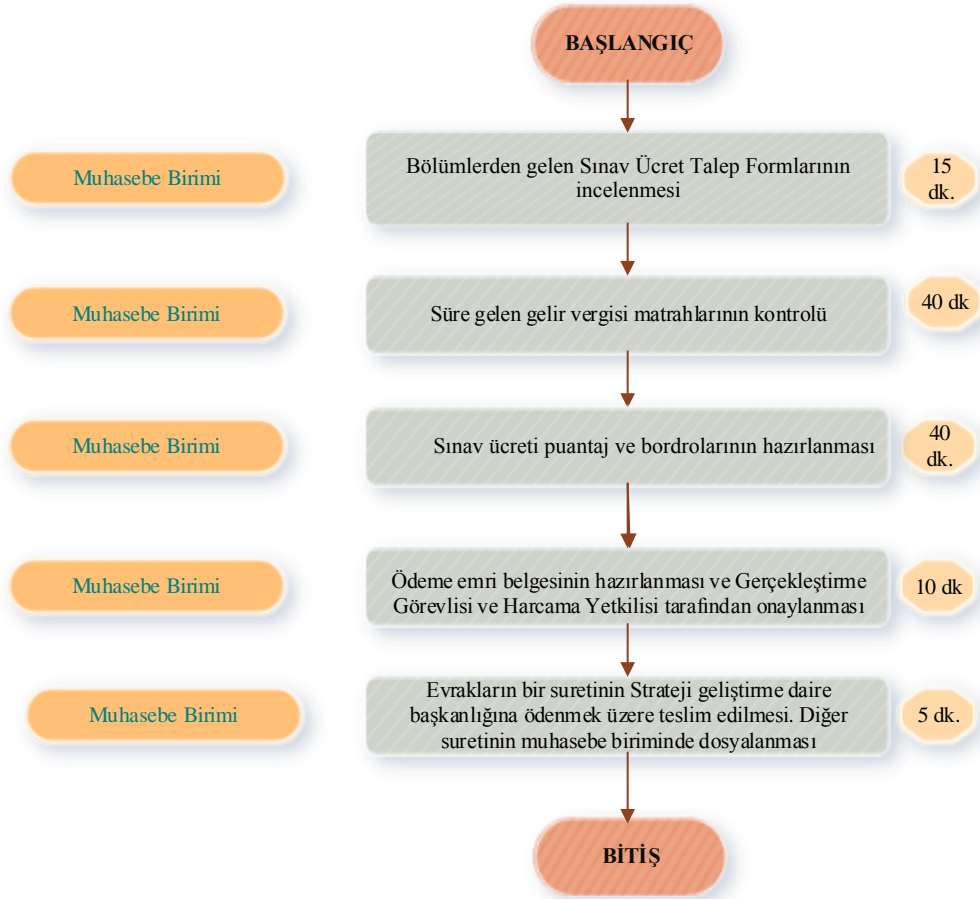 BAŞLANGIÇ
Muhasebe Birimi
Bölümlerden gelen Sınav Ücret Talep Formlarının
incelenmesi
15
dk.
Muhasebe Birimi
Süre gelen gelir vergisi matrahlarının kontrolü
40 dk
Muhasebe Birimi
Sınav ücreti puantaj ve bordrolarının hazırlanması
40
dk.
Muhasebe Birimi
Ödeme emri belgesinin hazırlanması ve Gerçekleştirme
Görevlisi ve Harcama Yetkilisi tarafından onaylanması
10 dk
Muhasebe Birimi
Evrakların bir suretinin Strateji geliştirme daire
başkanlığına ödenmek üzere teslim edilmesi. Diğer
suretinin muhasebe biriminde dosyalanması
5 dk.
BİTİŞ